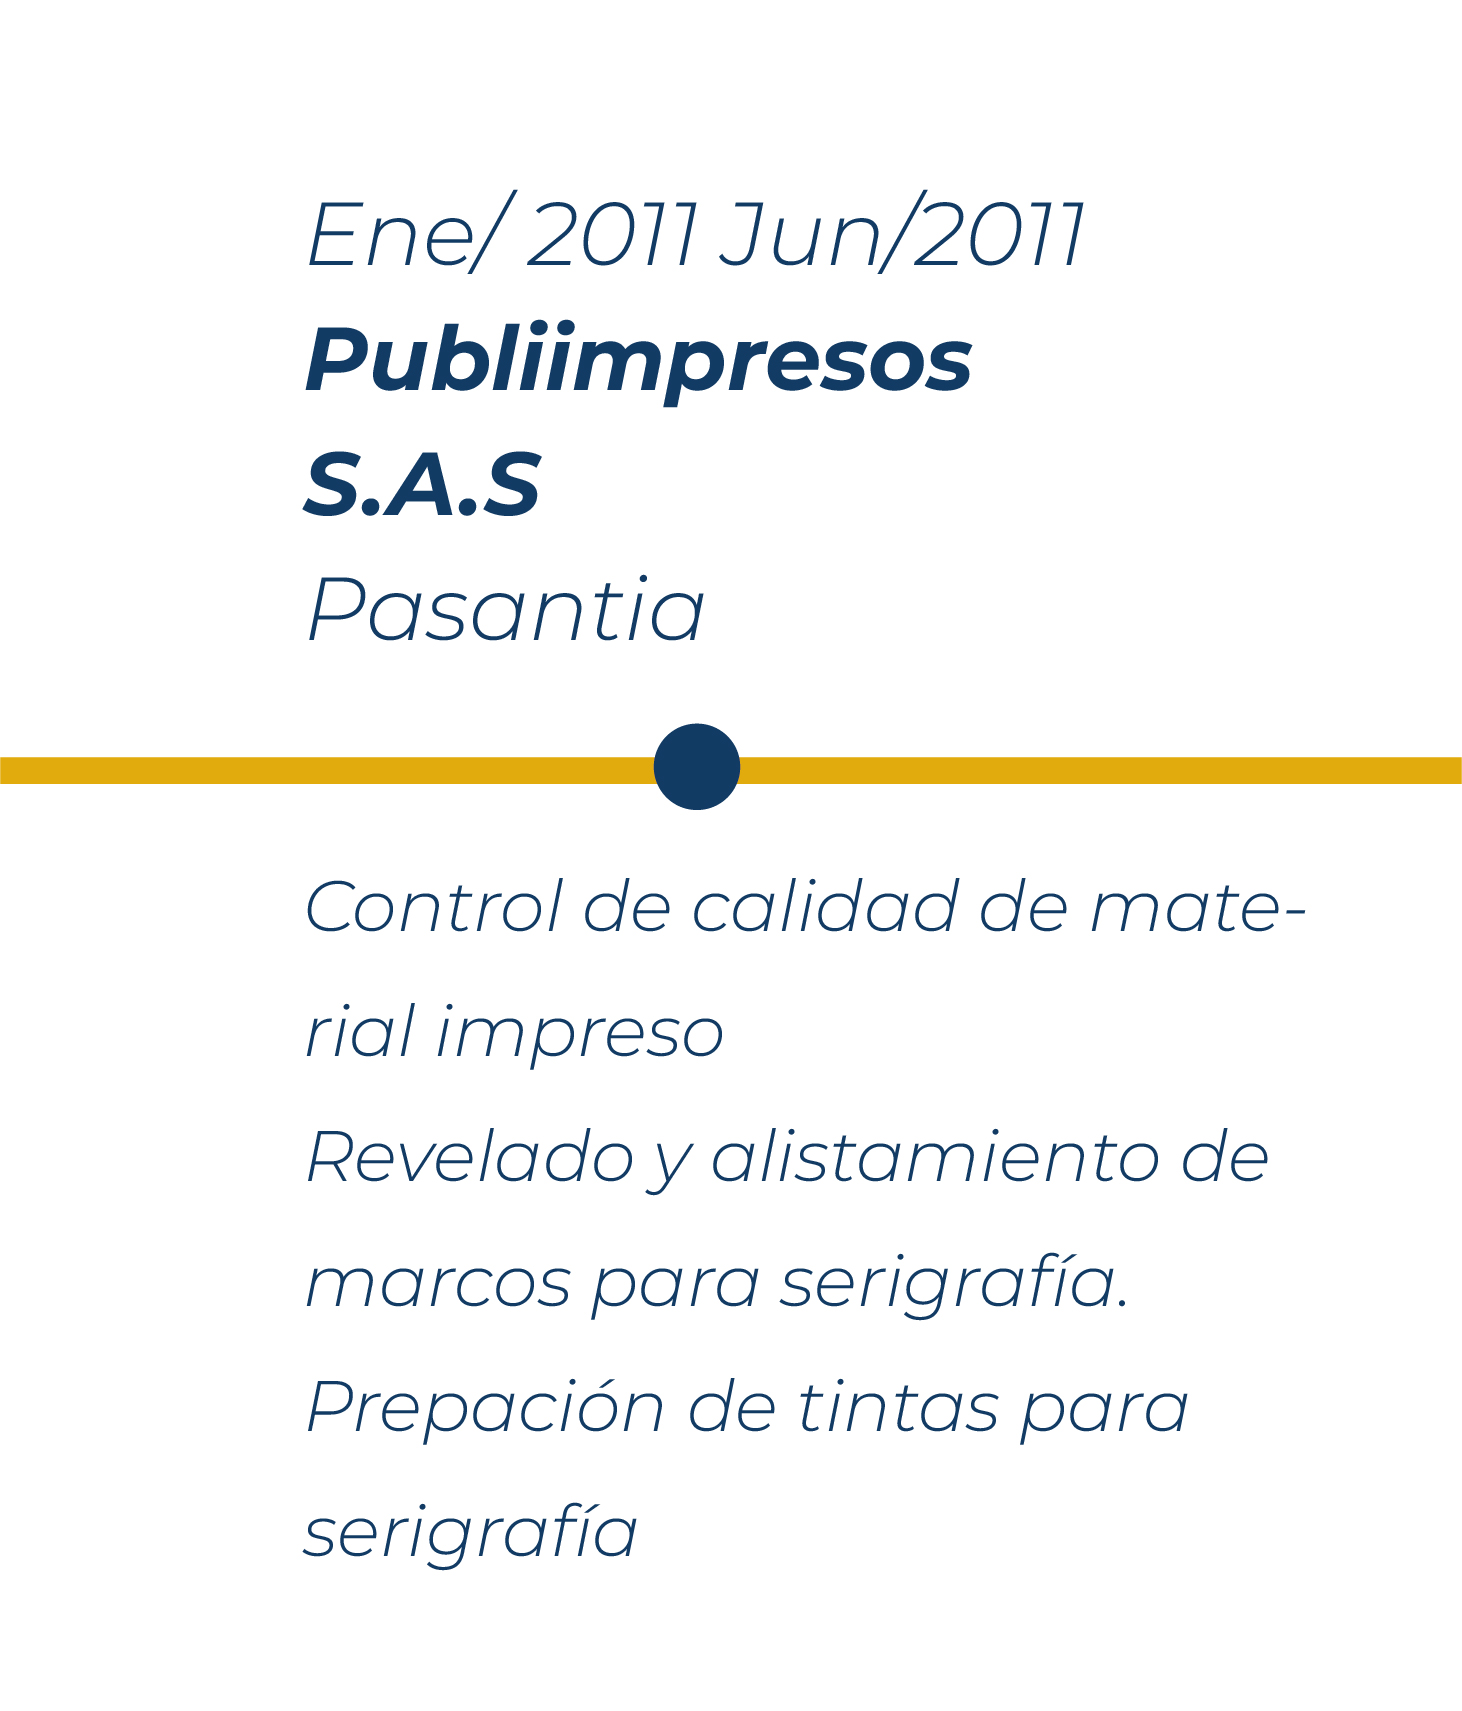 Ene/ 2011 Jun/2011
Publiimpresos
S.A.S
Pasantia
Control de calidad de mate-
rial impreso
Revelado y alistamiento de
marcos para serigrafía.
Prepación de tintas para
serigrafía